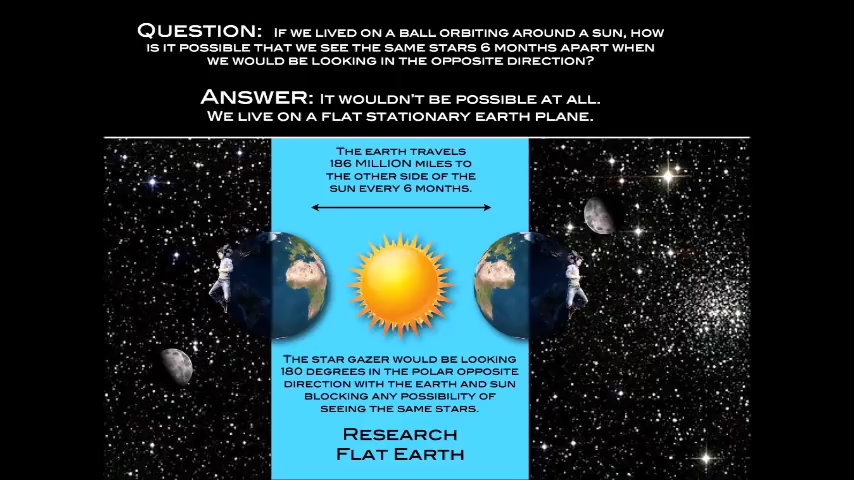 QUESTION: IF WE LIVED ON A BALL ORBITING AROUND A SUN, HOW
IS IT POSSIBLE THAT WE SEE THE SAME STARS 6 MONTHS APART WHEN
WE WOULD BE LOOKING IN THE OPPOSITE DIRECTION?
ANSWER: IT WOULDN'T BE POSSIBLE AT ALL.
WE LIVE ON A FLAT STATIONARY EARTH PLANE.
THE EARTH TRAVELS
186 MILLION MILES TO
THE OTHER SIDE OF THE
SUN EVERY 6 MONTHS.
THE STAR GAZER WOULD BE LOOKING
180 DEGREES IN THE POLAR OPPOSITE
DIRECTION WITH THE EARTH AND SUN
BLOCKING ANY POSSIBILITY OF
SEEING THE SAME STARS.
RESEARCH
FLAT EARTH